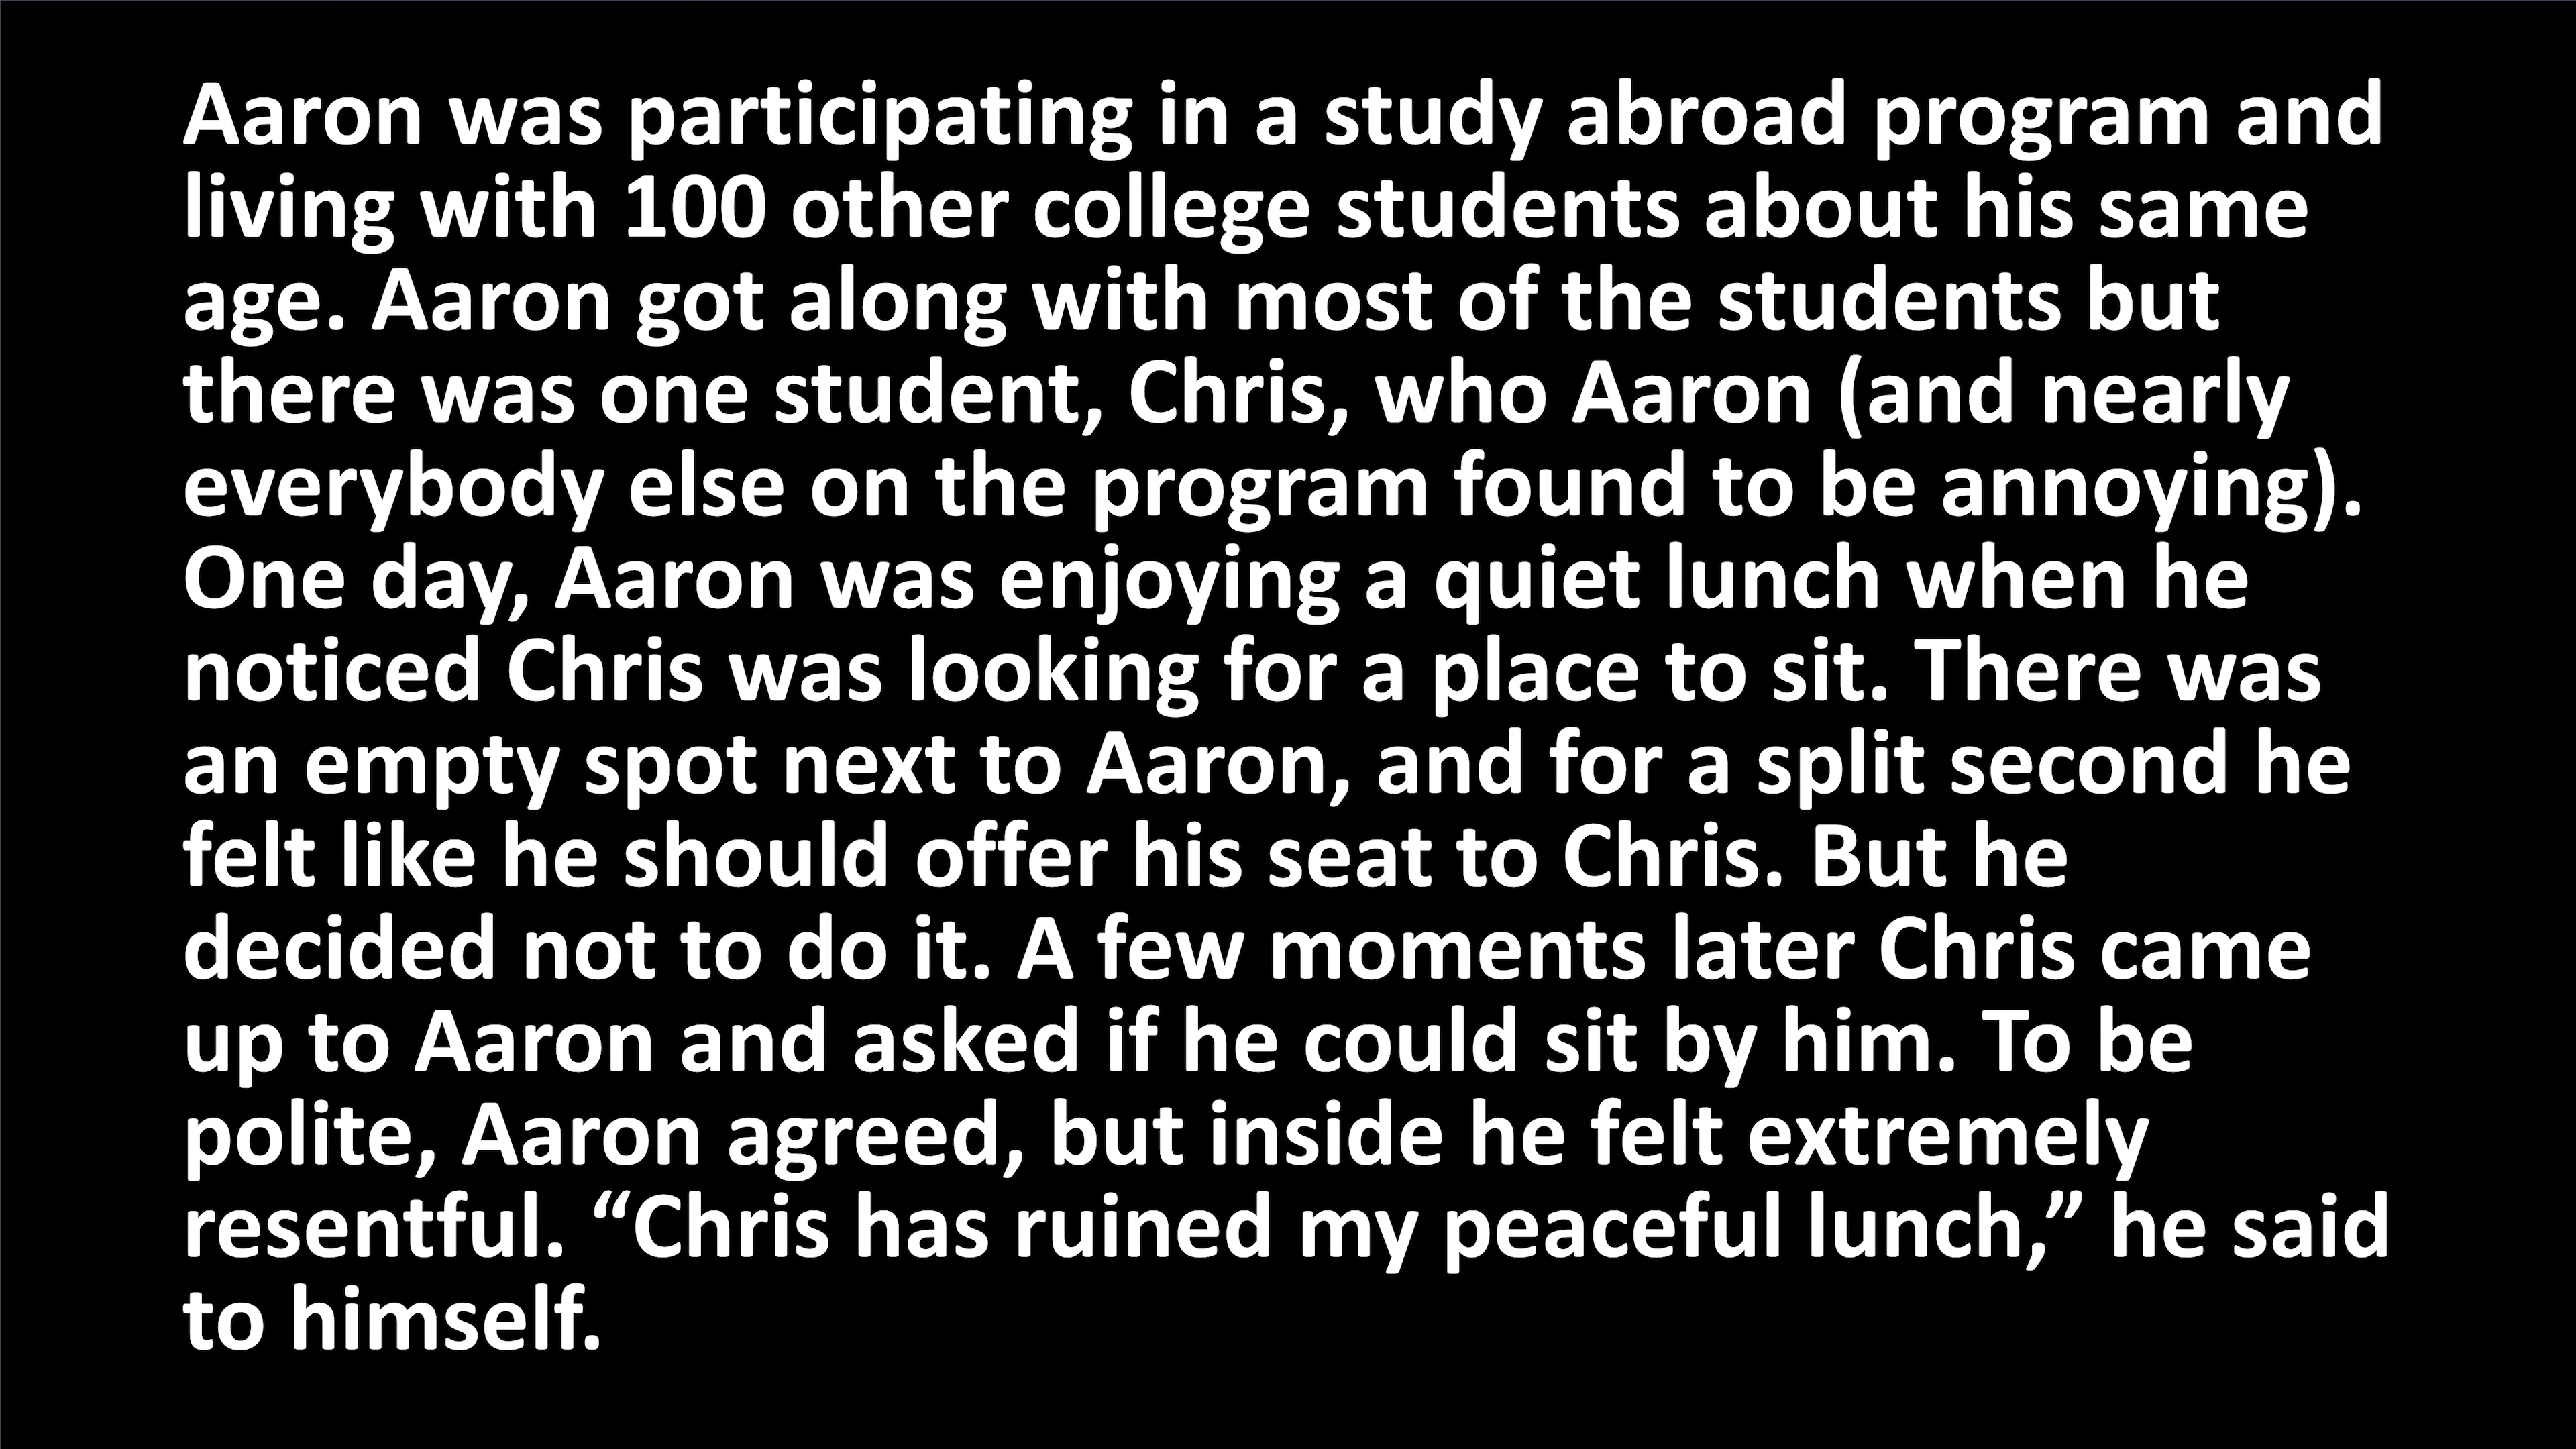 Aaron was participating in a study abroad program and
living with 100 other college students about his same
age. Aaron got along with most of the students but
there was one student, Chris, who Aaron (and nearly
everybody else on the program found to be annoying).
One day, Aaron was enjoying a quiet lunch when he
noticed Chris was looking for a place to sit. There was
an empty spot next to Aaron, and for a split second he
felt like he should offer his seat to Chris. But he
decided not to do it. A few moments later Chris came
up to Aaron and asked if he could sit by him. To be
polite, Aaron agreed, but inside he felt extremely
resentful. “Chris has ruined my peaceful lunch,” he said
to himself.